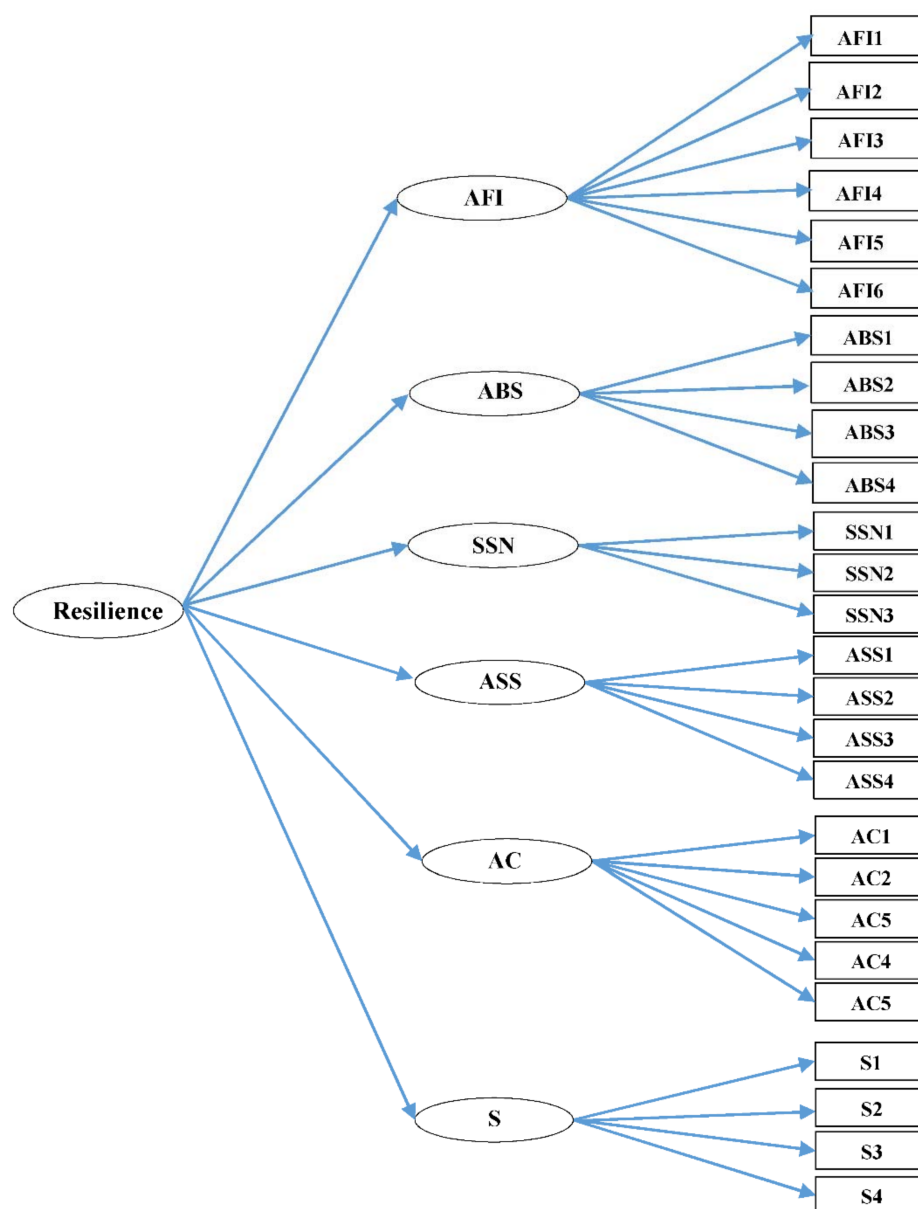 Resilience
AFI
AFI1
AFI2
AFI3
AFI4
AFI5
AFI6
ABS
ABS1
ABS2
ABS3
ABS4
SSN
SSN1
SSN2
SSN3
ASS
ASS1
ASS2
ASS3
ASS4
AC
AC1
AC2
AC5
AC4
AC5
S
S1
S2
S3
S4